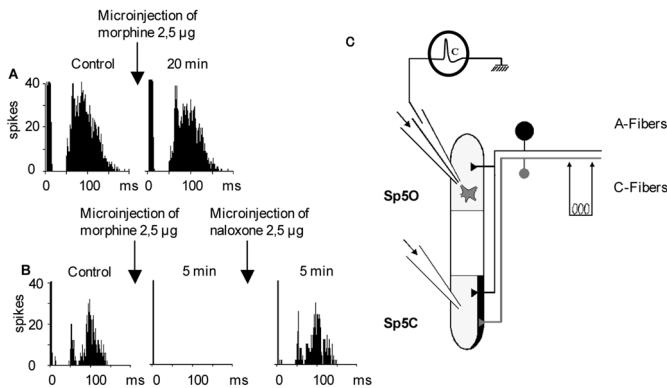 Microinjection of
morphine 2,5 µg
A
Control
20 min
spikes
40
20
0
0 100 ms
0 100 ms
Microinjection of
morphine 2,5 µg
Microinjection of
naloxone 2,5 µg
B
Control
5 min
5 min
spikes
40
20
0
0 100 ms
0 100 ms
0 100 ms
C
C
A-Fibers
C-Fibers
Sp5O
Sp5C